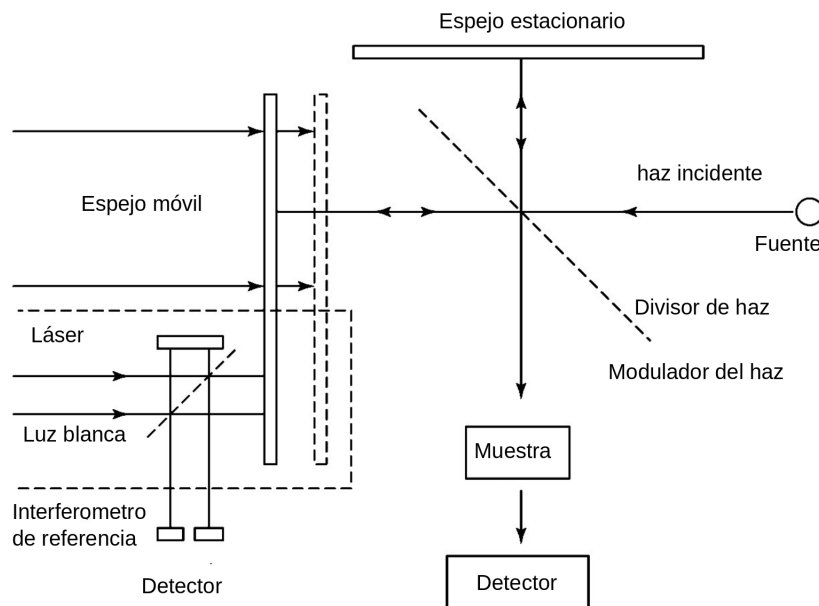 Espejo estacionario
haz incidente
Espejo móvil
Fuente
Divisor de haz
Láser
Modulador del haz
Luz blanca
Muestra
Interferometro
de referencia
Detector
Detector